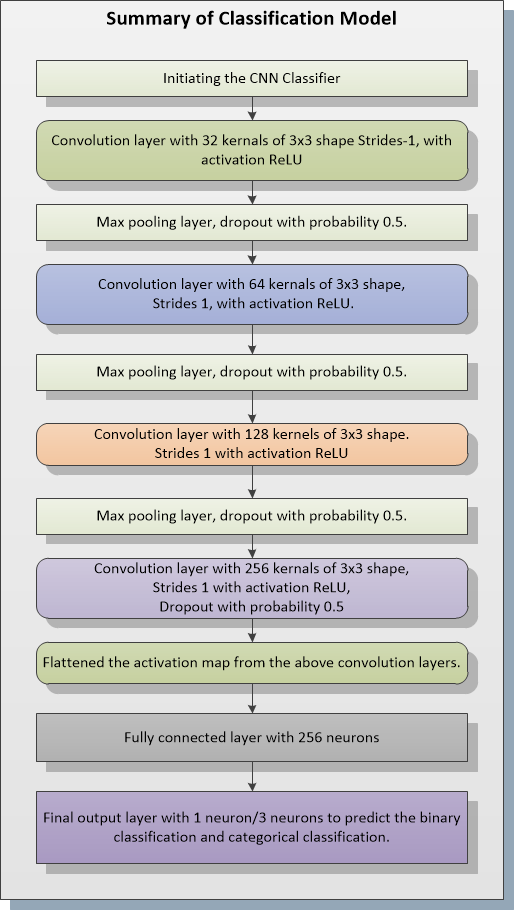 Summary of Classification Model
Initiating the CNN Classifier
Convolution layer with 32 kernals of 3x3 shape Strides-1, with
activation ReLU
Max pooling layer, dropout with probability 0.5.
Convolution layer with 64 kernals of 3x3 shape,
Strides 1, with activation ReLU.
Max pooling layer, dropout with probability 0.5.
Convolution layer with 128 kernels of 3x3 shape.
Strides 1 with activation ReLU
Max pooling layer, dropout with probability 0.5.
Convolution layer with 256 kernals of 3x3 shape,
Strides 1 with activation ReLU,
Dropout with probability 0.5
Flattened the activation map from the above convolution layers.
Fully connected layer with 256 neurons
Final output layer with 1 neuron/3 neurons to predict the binary
classification and categorical classification.